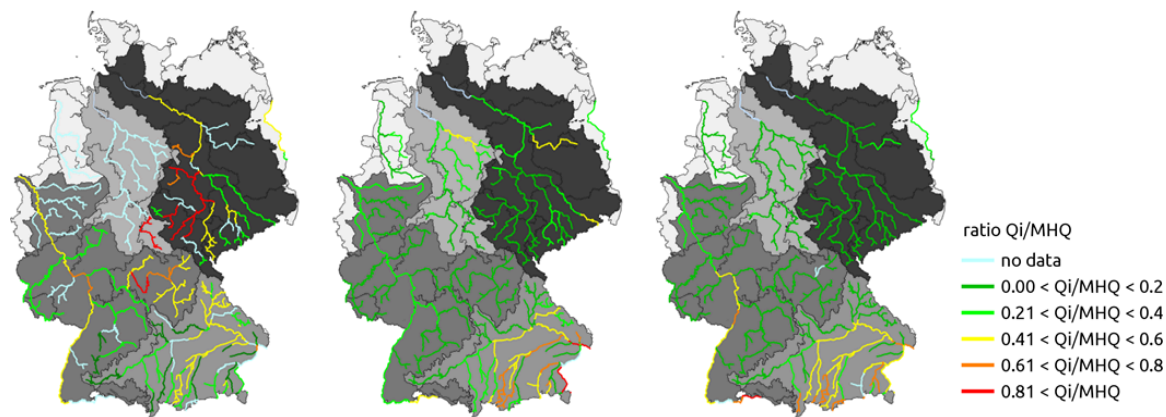 ratio Qi/MHQ
no data
0.00 < Qi/MHQ < 0.2
0.21 < Qi/MHQ < 0.4
0.41 < Qi/MHQ < 0.6
0.61 < Qi/MHQ < 0.8
0.81 < Qi/MHQ